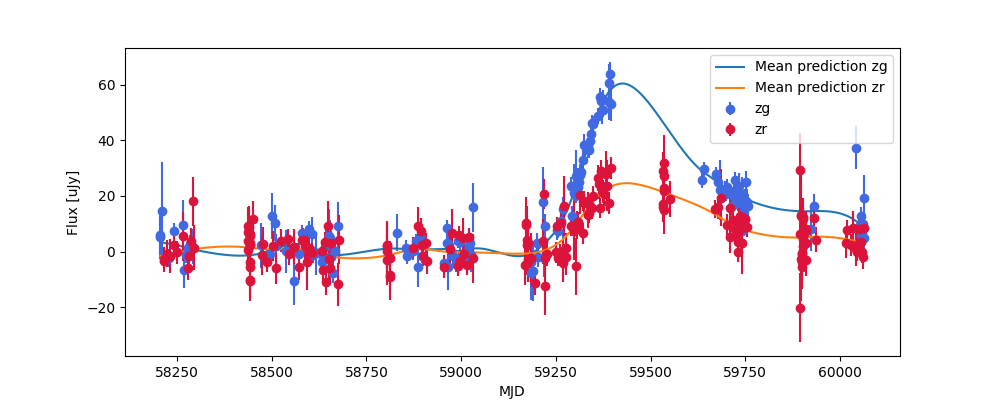 Mean prediction zg
Mean prediction zr
zg
zr
Flux [uJy]
60
40
20
0
−20
58250 58500 58750 59000 59250 59500 59750 60000
MJD